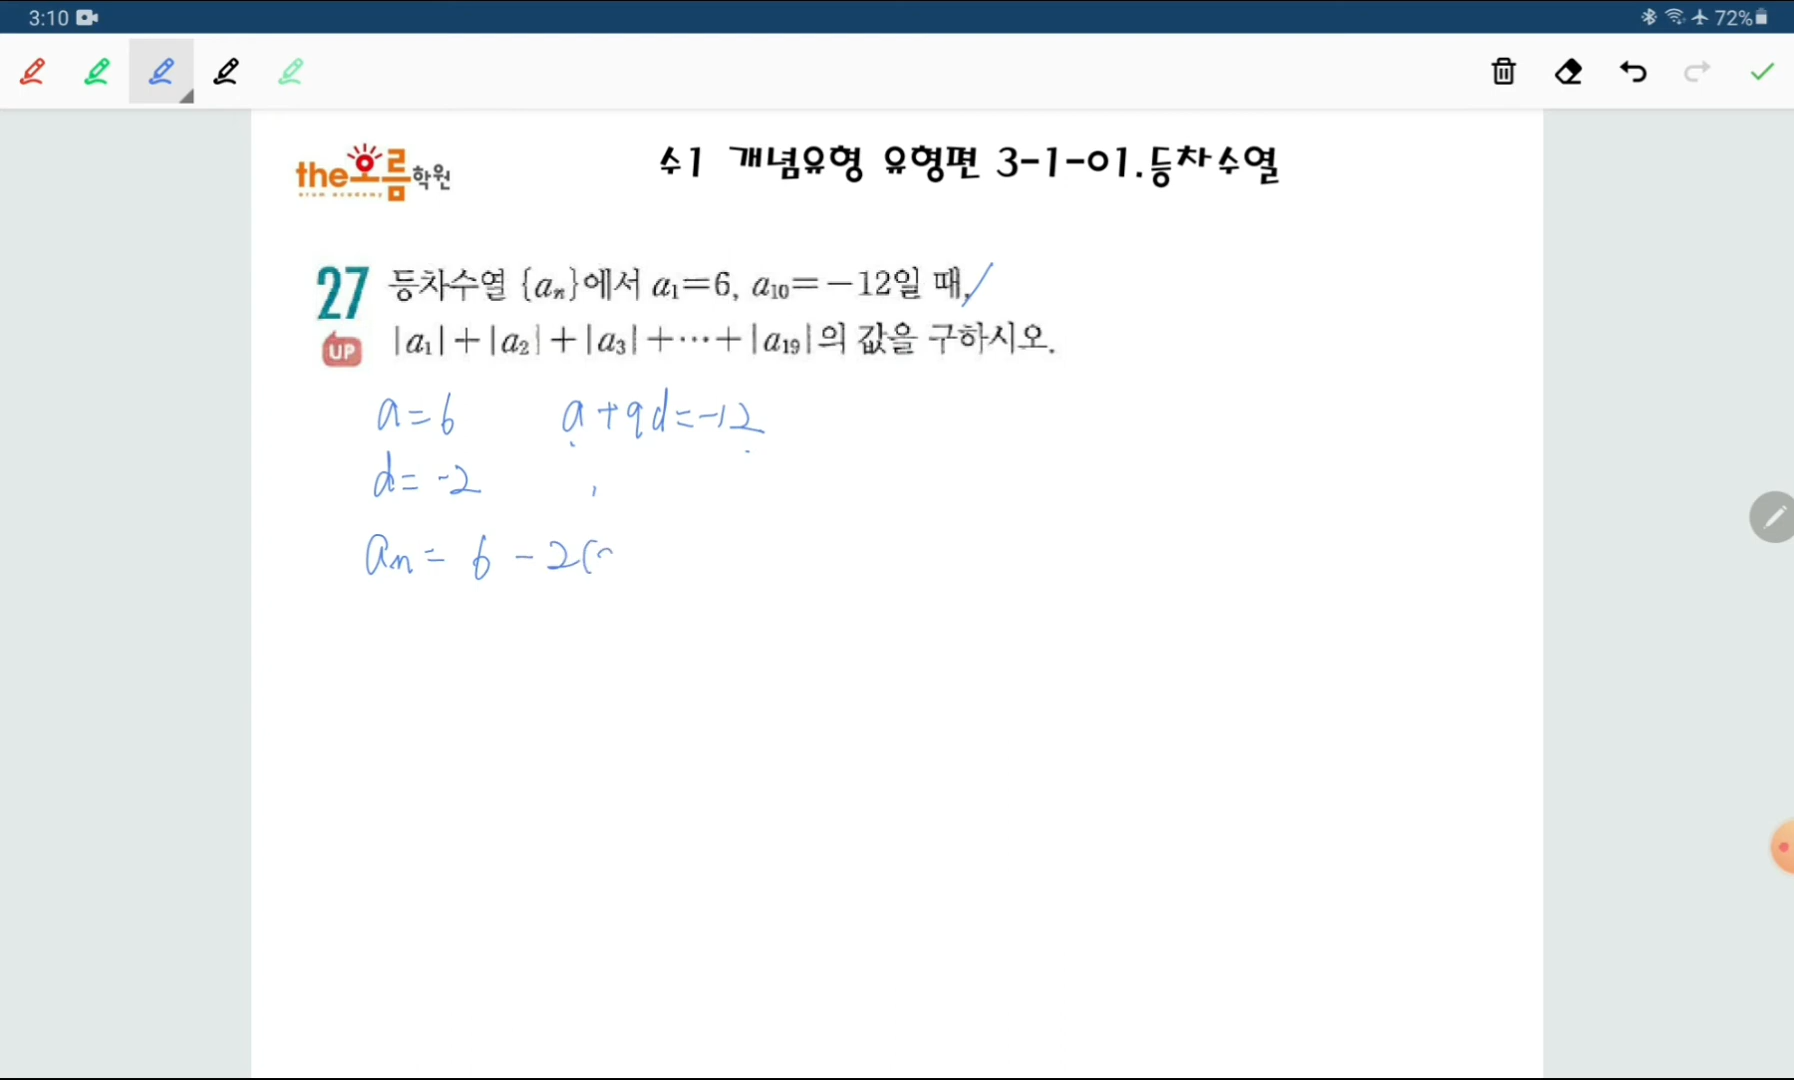 3:10
72%
the오름학원
수1 개념유형 유형편 3-1-01.등차수열
27 등차수열 {aₙ}에서 a₁=6, a₁₀=-12일 때,
UP |a₁|+|a₂|+|a₃|+⋯+|a₁₉|의 값을 구하시오.
a=6 a+9d=-12
d=-2
aₙ= 6 -2(